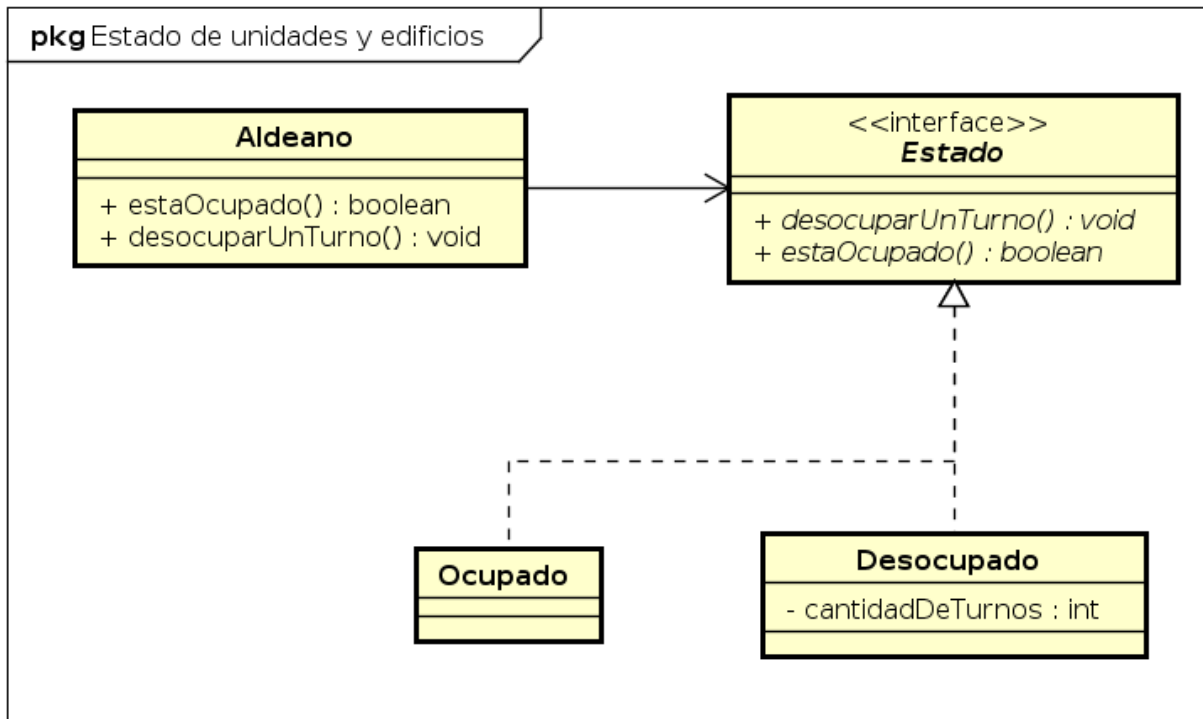 pkg Estado de unidades y edificios
Aldeano
+ estaOcupado() : boolean
+ desocuparUnTurno() : void
<<interface>>
Estado
+ desocuparUnTurno() : void
+ estaOcupado() : boolean
Ocupado
Desocupado
- cantidadDeTurnos : int